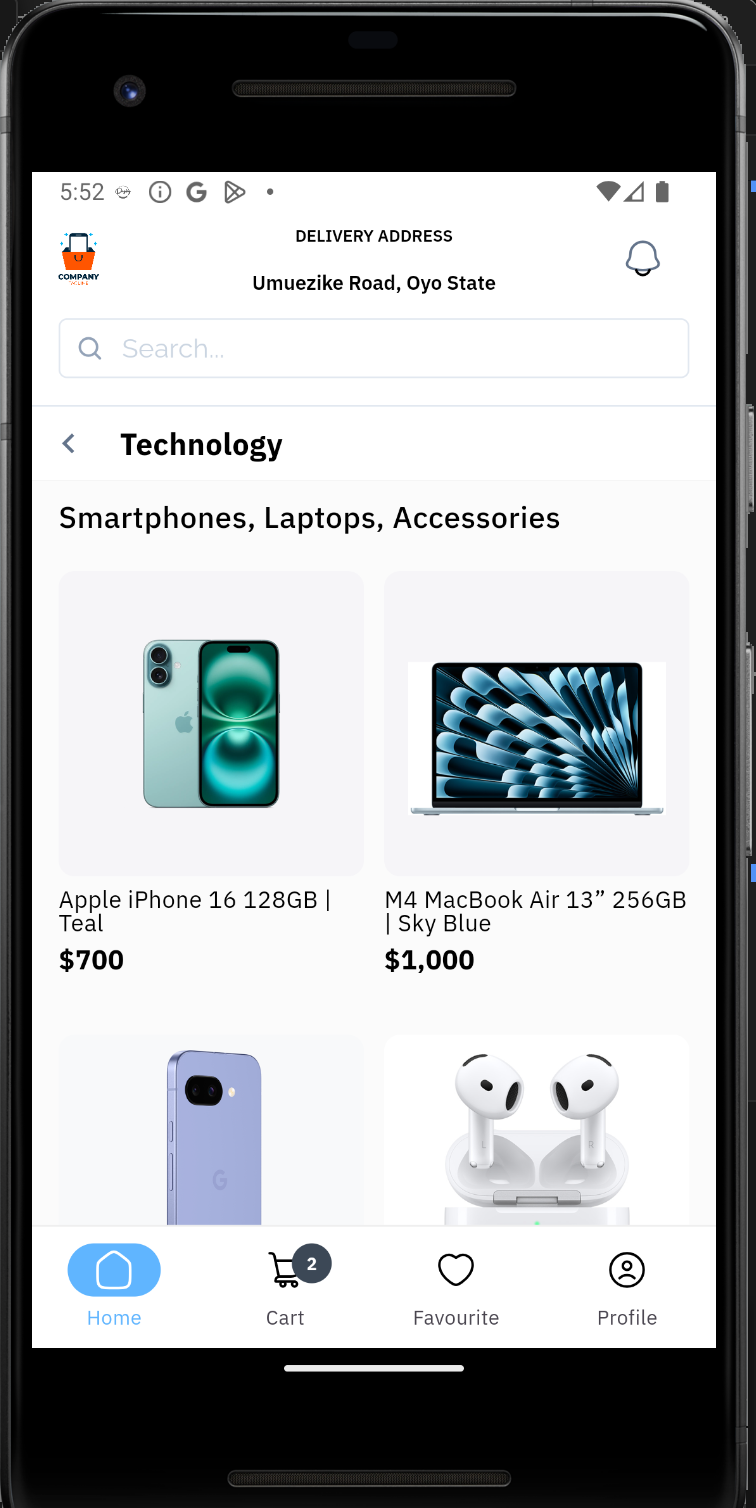 5:52
DELIVERY ADDRESS
COMPANY
Umuezike Road, Oyo State
Search...
Technology
Smartphones, Laptops, Accessories
Apple iPhone 16 128GB |
Teal
$700
M4 MacBook Air 13” 256GB
| Sky Blue
$1,000
G
L
R
2
Home
Cart
Favourite
Profile